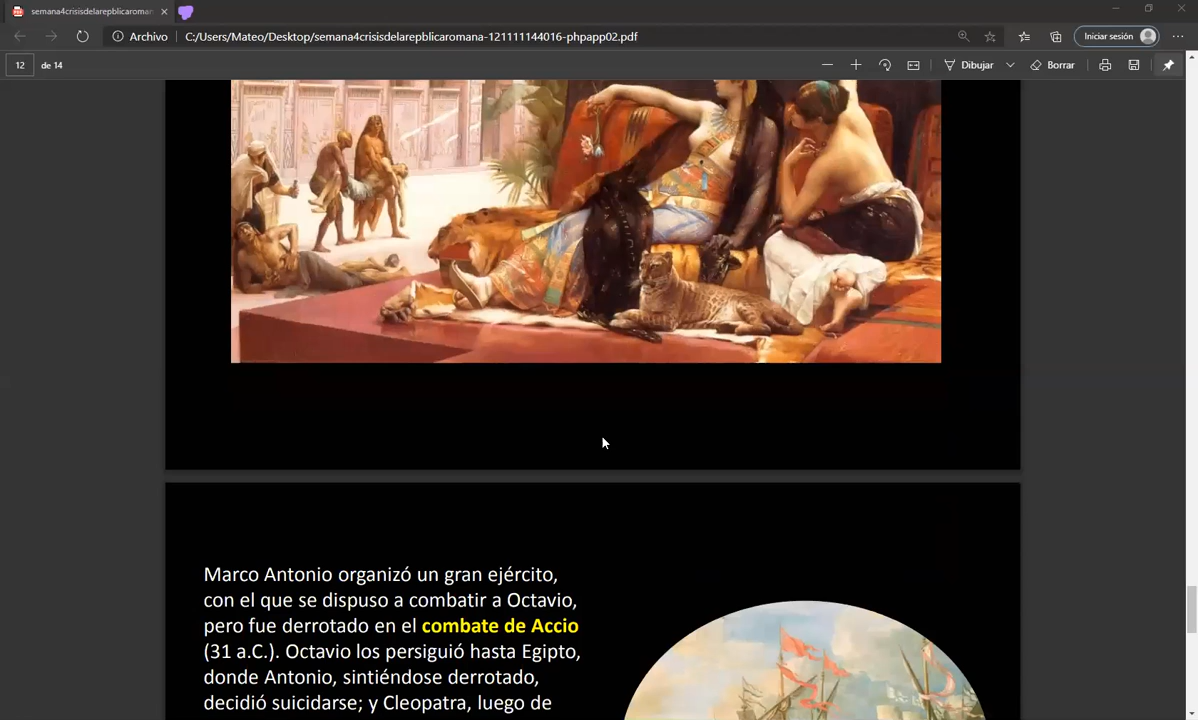 semana4crisisdelarepblicaroman
Archivo
C:/Users/Mateo/Desktop/semana4crisisdelarepblicaromana-121111144016-phpapp02.pdf
Iniciar sesión
12 de 14
Dibujar
Borrar
Marco Antonio organizó un gran ejército,
con el que se dispuso a combatir a Octavio,
pero fue derrotado en el combate de Accio
(31 a.C.). Octavio los persiguió hasta Egipto,
donde Antonio, sintiéndose derrotado,
decidió suicidarse; y Cleopatra, luego de